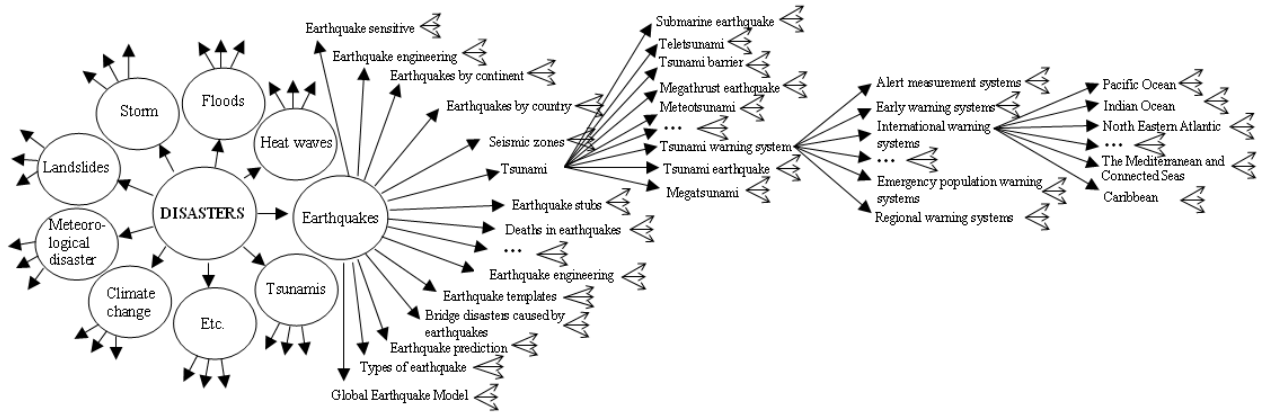 Storm
Floods
Heat waves
Landslides
DISASTERS
Earthquakes
Meteoro-
logical
disaster
Climate
change
Etc.
Tsunamis
Earthquake sensitive
Earthquake engineering
Earthquakes by continent
Earthquakes by country
Seismic zones
Tsunami
Earthquake stubs
Deaths in earthquakes
...
Earthquake engineering
Earthquake templates
Bridge disasters caused by
earthquakes
Earthquake prediction
Types of earthquake
Global Earthquake Model
Submarine earthquake
Teletsunami
Tsunami barrier
Megathrust earthquake
Meteotsunami
...
Tsunami warning system
Tsunami earthquake
Megatsunami
Alert measurement systems
Early warning systems
International warning
systems
...
Emergency population warning
systems
Regional warning systems
Pacific Ocean
Indian Ocean
North Eastern Atlantic
...
The Mediterranean and
Connected Seas
Caribbean